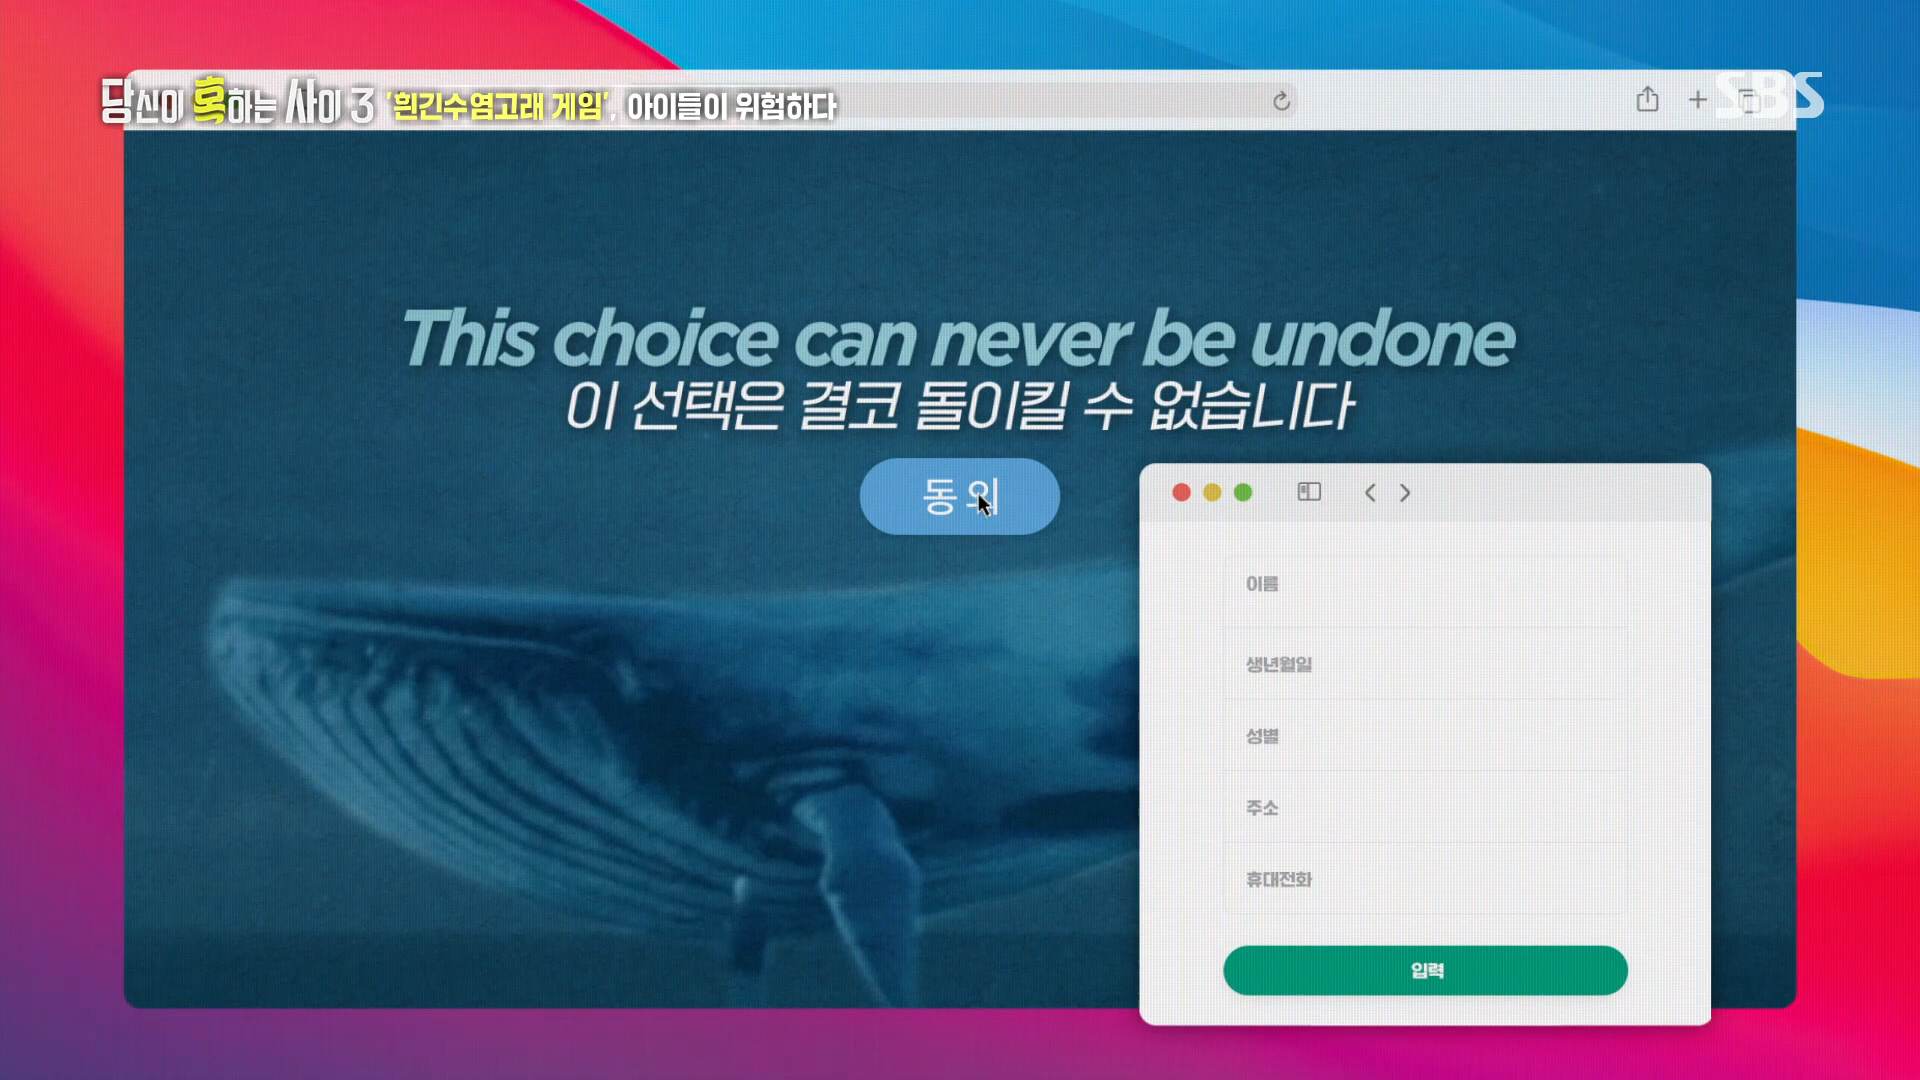 당신이 혹하는 사이 3 '흰긴수염고래 게임', 아이들이 위험하다
SBS
This choice can never be undone
이 선택은 결코 돌이킬 수 없습니다
동의
이름
생년월일
성별
주소
휴대전화
입력